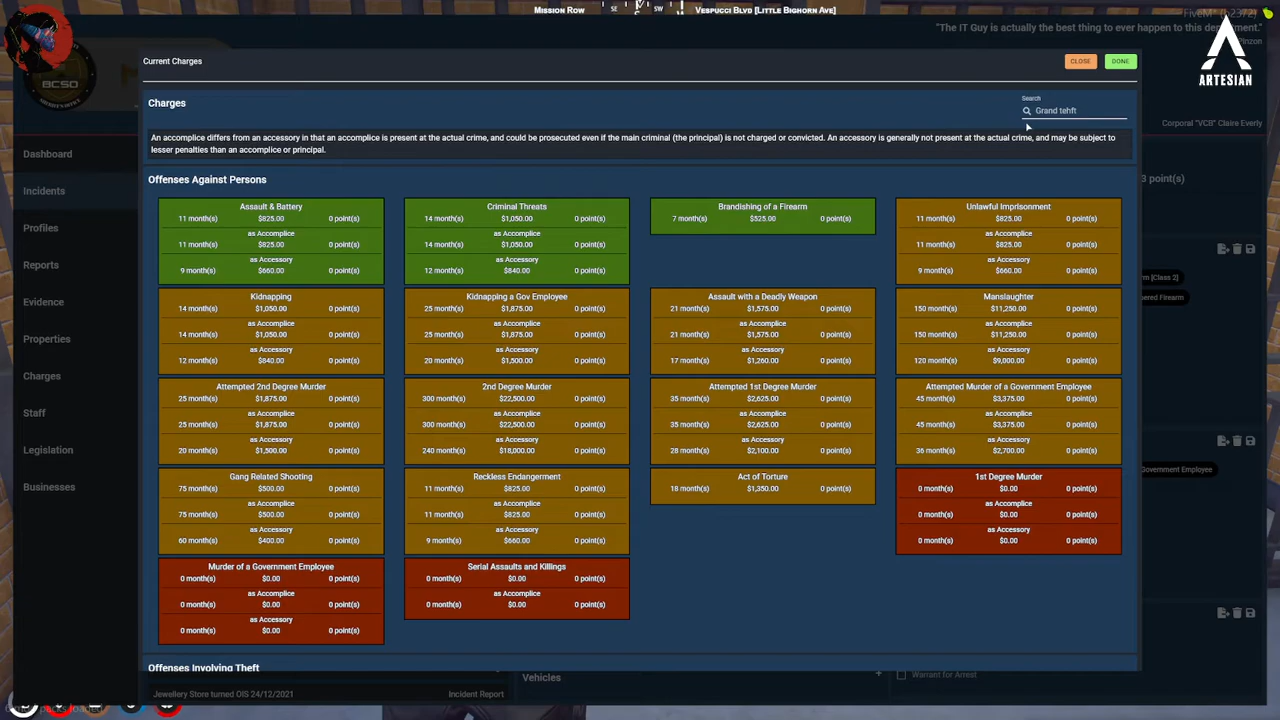 Mission Row
SE
SW
Vespucci Blvd [Little Bighorn Ave]
"The IT Guy is actually the best thing to ever happen to this department."
Pinzon
ARTESIAN
BCSO
Corporal "VCB" Claire Everly
Current Charges
CLOSE
DONE
Charges
Search
Grand tehft
An accomplice differs from an accessory in that an accomplice is present at the actual crime, and could be prosecuted even if the main criminal (the principal) is not charged or convicted. An accessory is generally not present at the actual crime, and may be subject to
lesser penalties than an accomplice or principal.
Dashboard
Incidents
Profiles
Reports
Evidence
Properties
Charges
Staff
Legislation
Businesses
3 point(s)
Offenses Against Persons
Assault & Battery
11 month(s) $825.00 0 point(s)
as Accomplice
11 month(s) $825.00 0 point(s)
as Accessory
9 month(s) $660.00 0 point(s)
Criminal Threats
14 month(s) $1,050.00 0 point(s)
as Accomplice
14 month(s) $1,050.00 0 point(s)
as Accessory
12 month(s) $840.00 0 point(s)
Brandishing of a Firearm
7 month(s) $525.00 0 point(s)
Unlawful Imprisonment
11 month(s) $825.00 0 point(s)
as Accomplice
11 month(s) $825.00 0 point(s)
as Accessory
9 month(s) $660.00 0 point(s)
Kidnapping
14 month(s) $1,050.00 0 point(s)
as Accomplice
14 month(s) $1,050.00 0 point(s)
as Accessory
12 month(s) $840.00 0 point(s)
Kidnapping a Gov Employee
25 month(s) $1,875.00 0 point(s)
as Accomplice
25 month(s) $1,875.00 0 point(s)
as Accessory
20 month(s) $1,500.00 0 point(s)
Assault with a Deadly Weapon
21 month(s) $1,575.00 0 point(s)
as Accomplice
21 month(s) $1,575.00 0 point(s)
as Accessory
17 month(s) $1,260.00 0 point(s)
Manslaughter
150 month(s) $11,250.00 0 point(s)
as Accomplice
150 month(s) $11,250.00 0 point(s)
as Accessory
120 month(s) $9,000.00 0 point(s)
Attempted 2nd Degree Murder
25 month(s) $1,875.00 0 point(s)
as Accomplice
25 month(s) $1,875.00 0 point(s)
as Accessory
20 month(s) $1,500.00 0 point(s)
2nd Degree Murder
300 month(s) $22,500.00 0 point(s)
as Accomplice
300 month(s) $22,500.00 0 point(s)
as Accessory
240 month(s) $18,000.00 0 point(s)
Attempted 1st Degree Murder
35 month(s) $2,625.00 0 point(s)
as Accomplice
35 month(s) $2,625.00 0 point(s)
as Accessory
28 month(s) $2,100.00 0 point(s)
Attempted Murder of a Government Employee
45 month(s) $3,375.00 0 point(s)
as Accomplice
45 month(s) $3,375.00 0 point(s)
as Accessory
36 month(s) $2,700.00 0 point(s)
Gang Related Shooting
75 month(s) $500.00 0 point(s)
as Accomplice
75 month(s) $500.00 0 point(s)
as Accessory
60 month(s) $400.00 0 point(s)
Reckless Endangerment
11 month(s) $825.00 0 point(s)
as Accomplice
11 month(s) $825.00 0 point(s)
as Accessory
9 month(s) $660.00 0 point(s)
Act of Torture
18 month(s) $1,350.00 0 point(s)
1st Degree Murder
0 month(s) $0.00 0 point(s)
as Accomplice
0 month(s) $0.00 0 point(s)
as Accessory
0 month(s) $0.00 0 point(s)
Murder of a Government Employee
0 month(s) $0.00 0 point(s)
as Accomplice
0 month(s) $0.00 0 point(s)
as Accessory
0 month(s) $0.00 0 point(s)
Serial Assaults and Killings
0 month(s) $0.00 0 point(s)
as Accomplice
0 month(s) $0.00 0 point(s)
[Class 2]
Firearm
Government Employee
Offenses Involving Theft
Vehicles
Warrant for Arrest
Jewellery Store turned OIS 24/12/2021
Incident Report